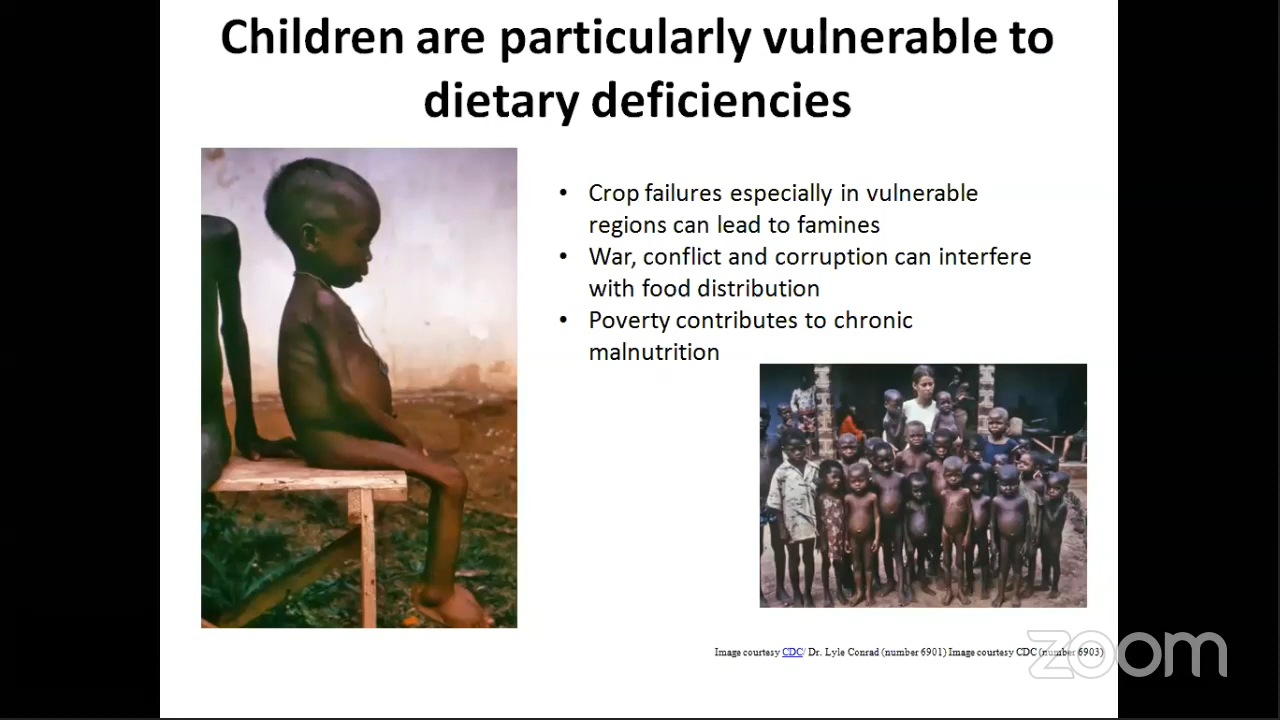 Children are particularly vulnerable to
dietary deficiencies
• Crop failures especially in vulnerable
regions can lead to famines
• War, conflict and corruption can interfere
with food distribution
• Poverty contributes to chronic
malnutrition
Image courtesy CDC/ Dr. Lyle Conrad (number 6901) Image courtesy CDC (number 6903)
zoom